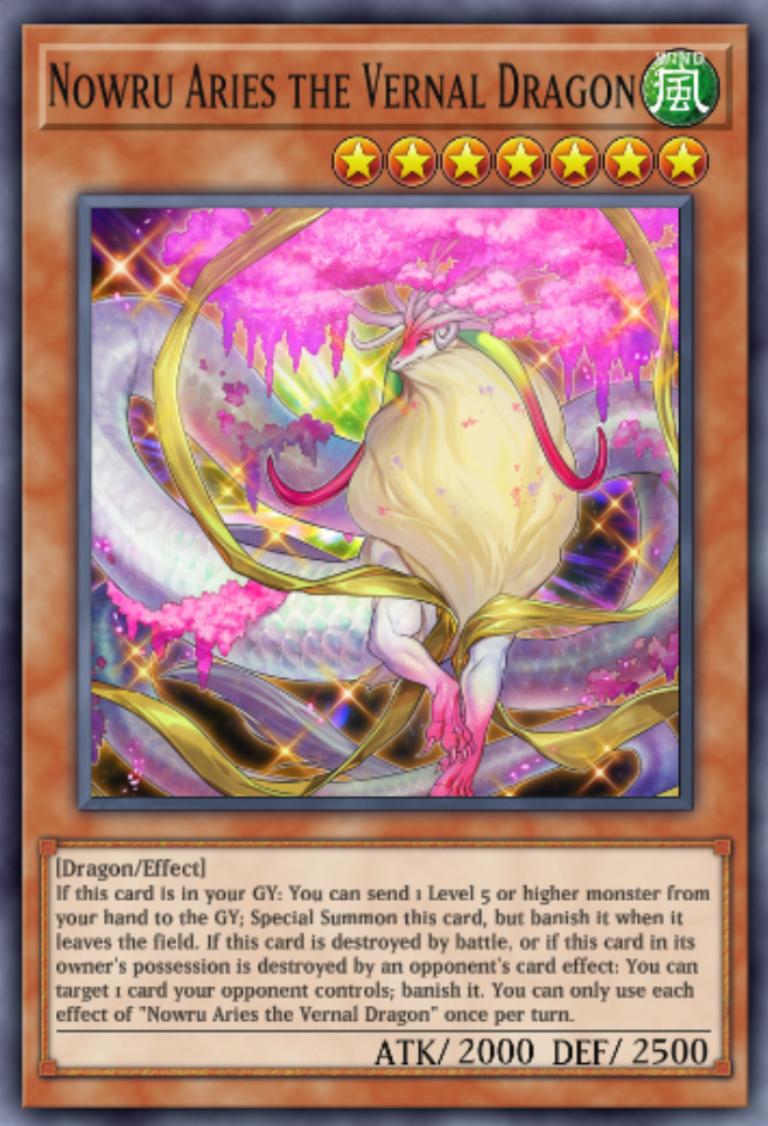 Nowru Aries the Vernal Dragon
WIND
風
[Dragon/Effect]
If this card is in your GY: You can send 1 Level 5 or higher monster from
your hand to the GY; Special Summon this card, but banish it when it
leaves the field. If this card is destroyed by battle, or if this card in its
owner's possession is destroyed by an opponent's card effect: You can
target 1 card your opponent controls; banish it. You can only use each
effect of "Nowru Aries the Vernal Dragon" once per turn.
ATK/ 2000 DEF/ 2500